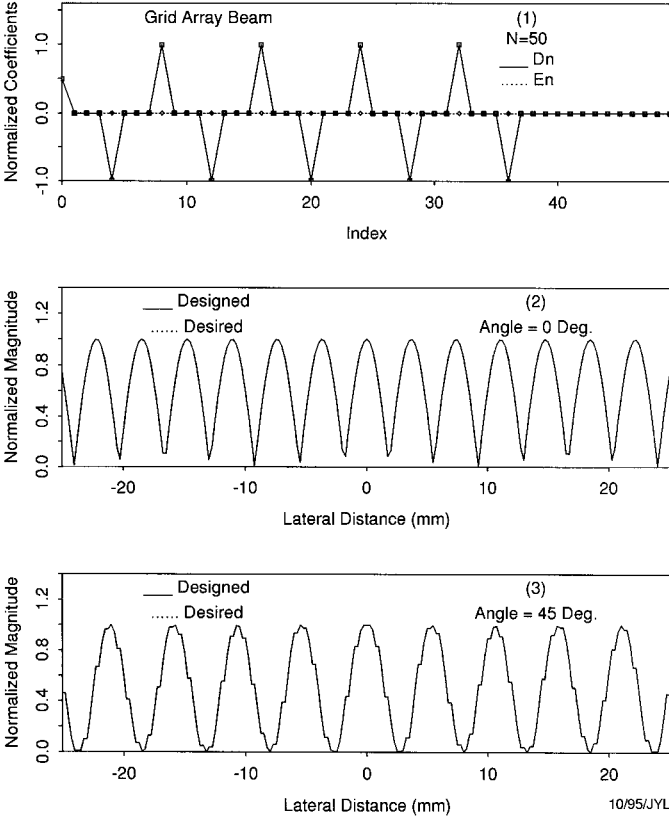 Grid Array Beam
(1)
N=50
Dn
En
Normalized Coefficients
1.0
0.0
-1.0
0
10
20
30
40
Index
Designed
Desired
(2)
Angle = 0 Deg.
Normalized Magnitude
1.2
0.8
0.4
0.0
-20
-10
0
10
20
Lateral Distance (mm)
Designed
Desired
(3)
Angle = 45 Deg.
Normalized Magnitude
1.2
0.8
0.4
0.0
-20
-10
0
10
20
Lateral Distance (mm)
10/95/JYL